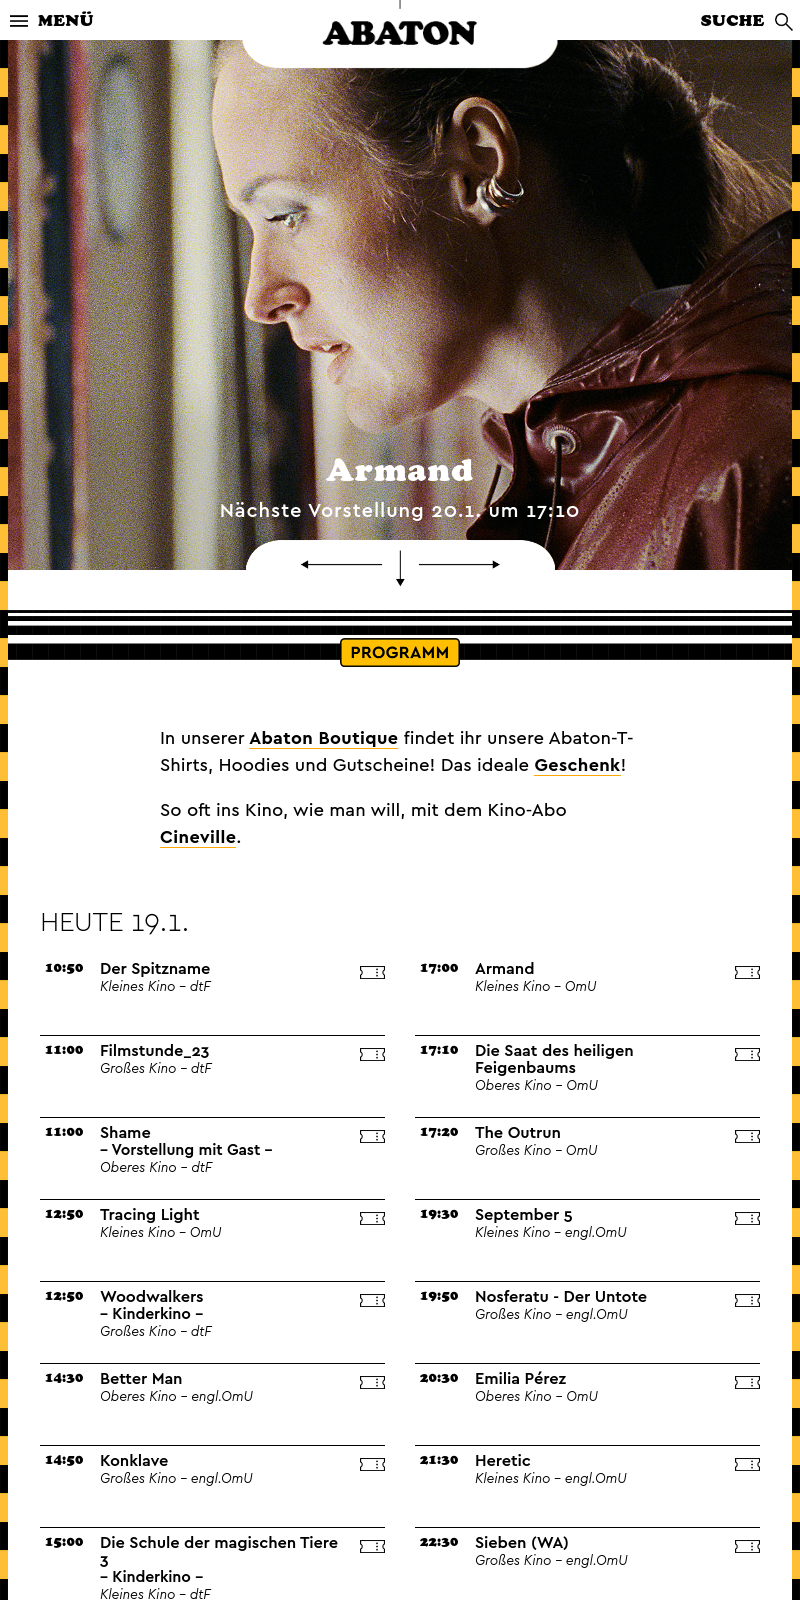 MENÜ
ABATON
SUCHE
Armand
Nächste Vorstellung 20.1. um 17:10
PROGRAMM
In unserer Abaton Boutique findet ihr unsere Abaton-T-
Shirts, Hoodies und Gutscheine! Das ideale Geschenk!
So oft ins Kino, wie man will, mit dem Kino-Abo
Cineville.
HEUTE 19.1.
10:50 Der Spitzname
Kleines Kino – dtF
11:00 Filmstunde_23
Großes Kino – dtF
11:00 Shame
– Vorstellung mit Gast –
Oberes Kino – dtF
12:50 Tracing Light
Kleines Kino – OmU
12:50 Woodwalkers
– Kinderkino –
Großes Kino – dtF
14:30 Better Man
Oberes Kino – engl.OmU
14:50 Konklave
Großes Kino – engl.OmU
15:00 Die Schule der magischen Tiere
3
– Kinderkino –
Kleines Kino – dtF
17:00 Armand
Kleines Kino – OmU
17:10 Die Saat des heiligen
Feigenbaums
Oberes Kino – OmU
17:20 The Outrun
Großes Kino – OmU
19:30 September 5
Kleines Kino – engl.OmU
19:50 Nosferatu - Der Untote
Großes Kino – engl.OmU
20:30 Emilia Pérez
Oberes Kino – OmU
21:30 Heretic
Kleines Kino – engl.OmU
22:30 Sieben (WA)
Großes Kino – engl.OmU